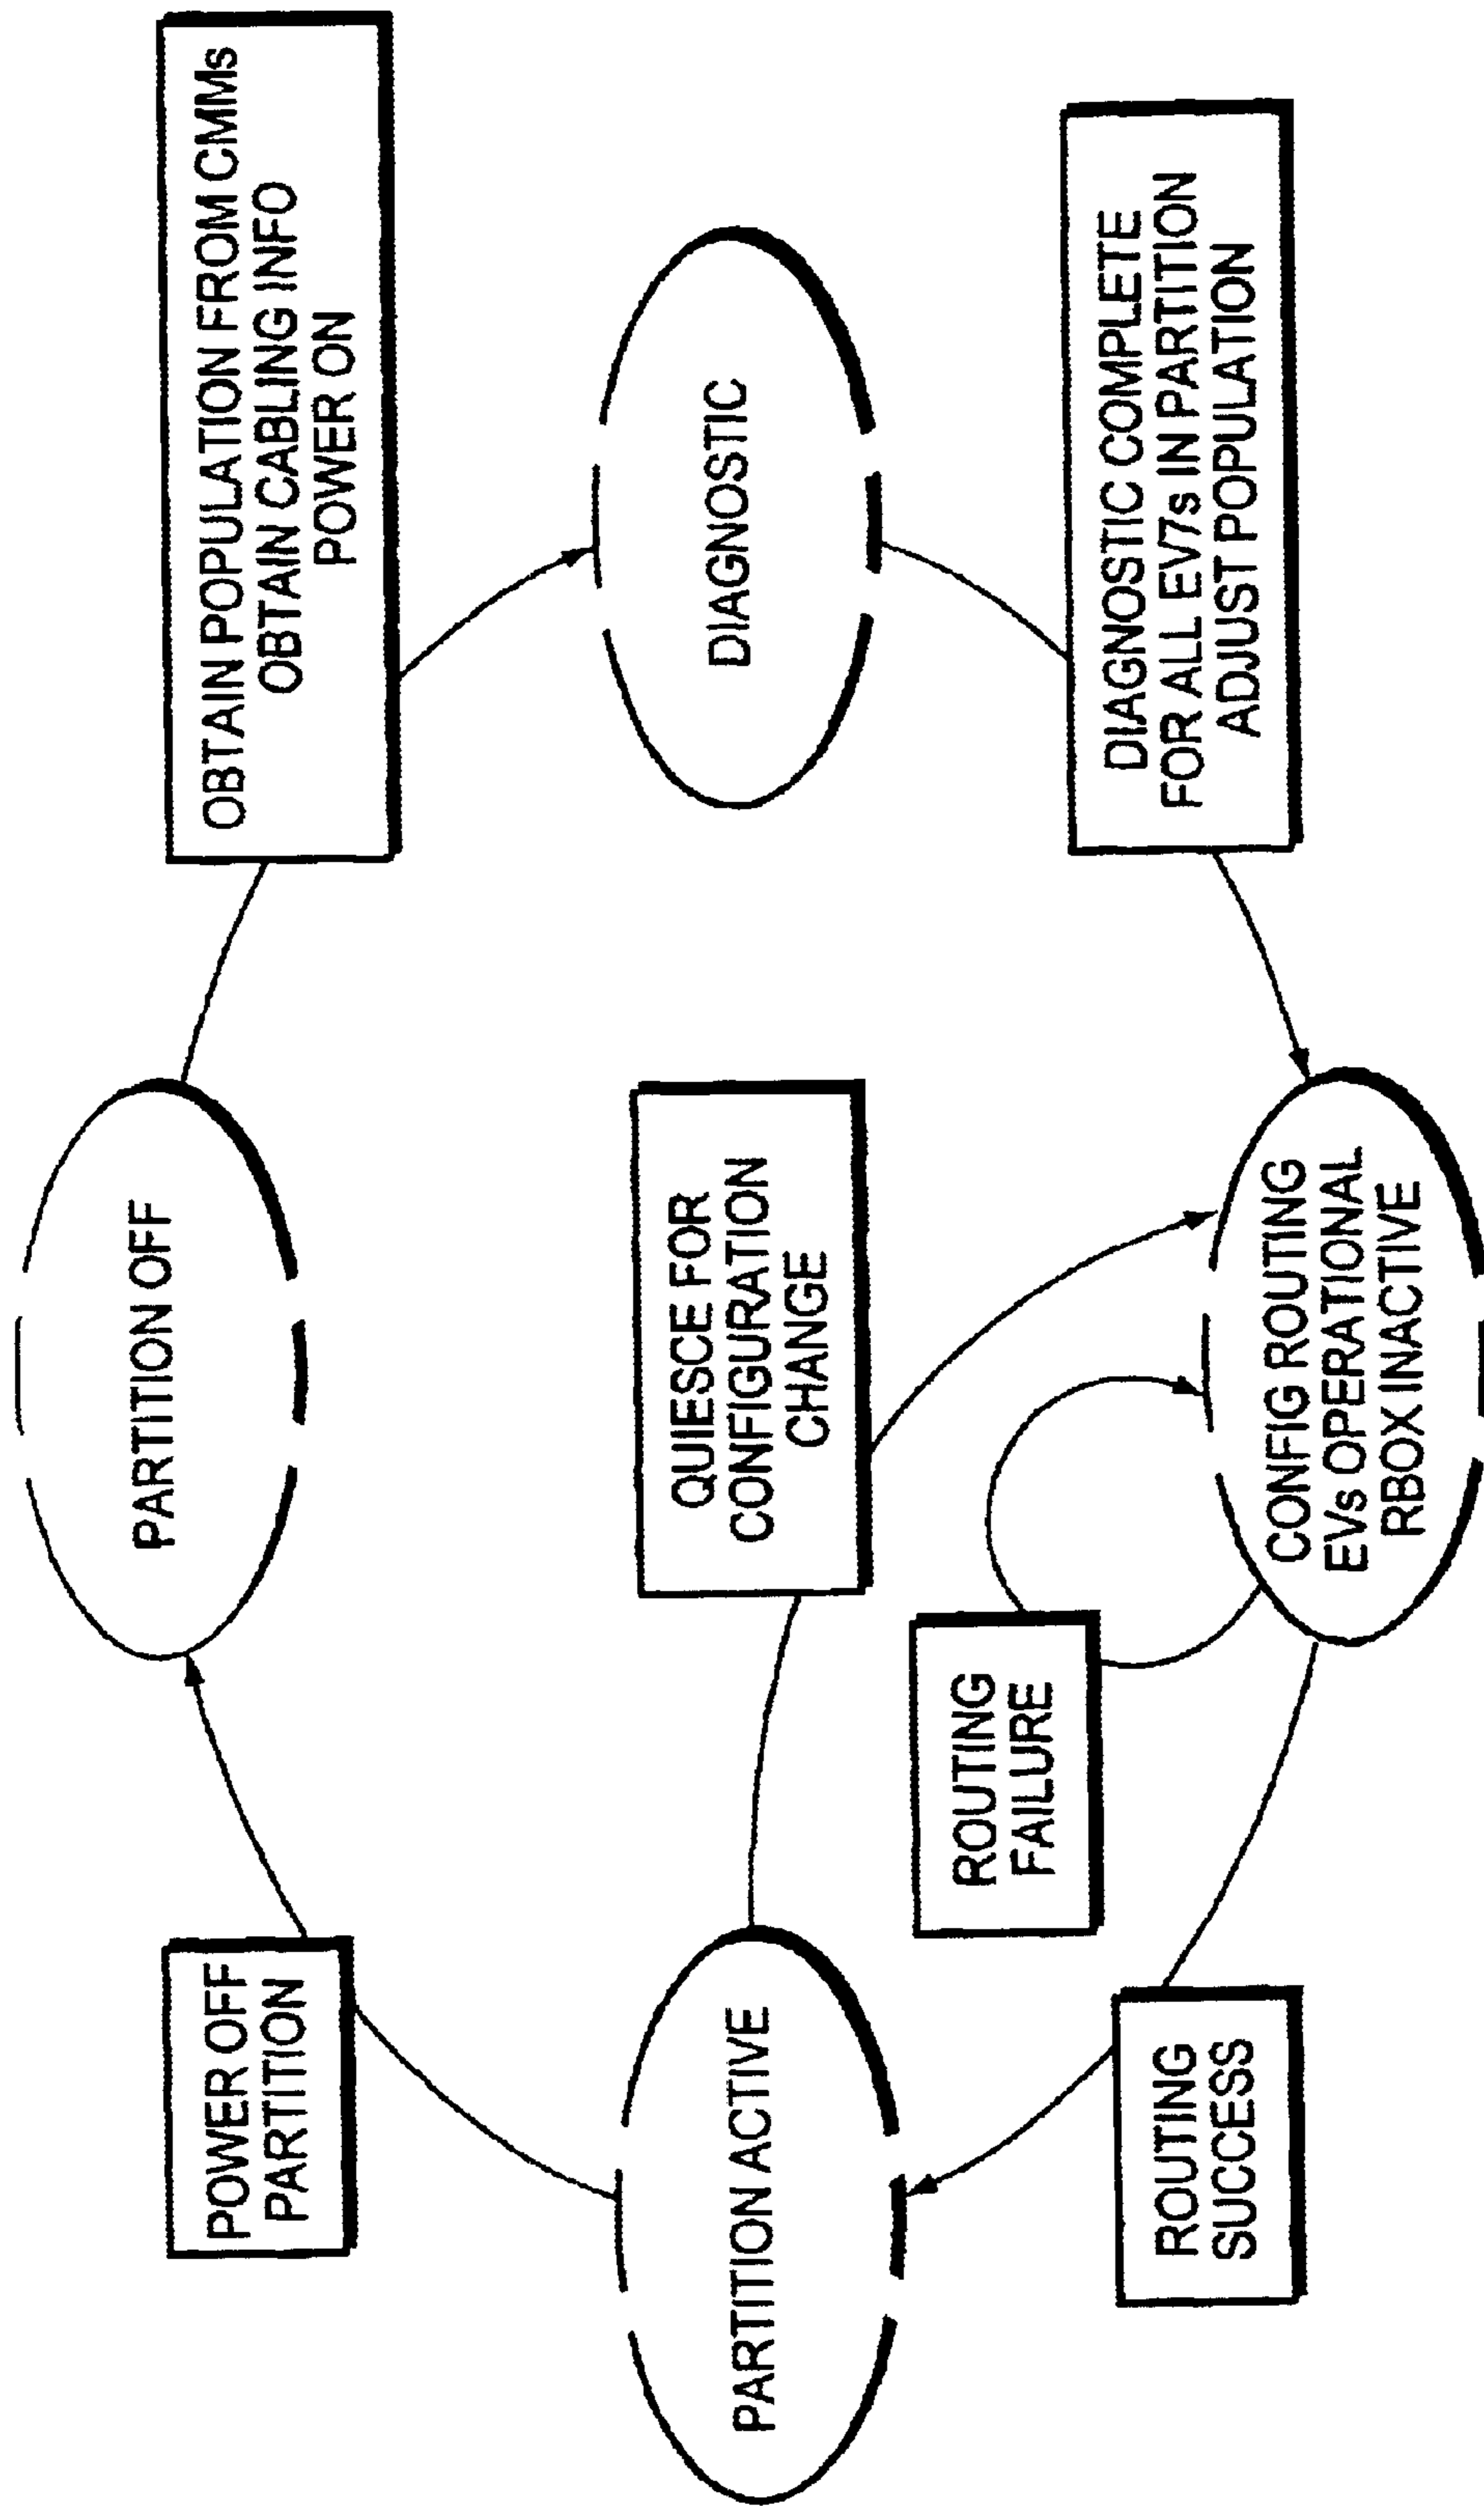 PARTITION OFF
POWER OFF
PARTITION
OBTAIN POPULATION FROM CMMs
OBTAIN CABLING INFO
POWER ON
PARTITION ACTIVE
QUIESCE FOR
CONFIGURATION
CHANGE
DIAGNOSTIC
ROUTING
FAILURE
ROUTING
SUCCESS
CONFIG ROUTING
EVs OPERATIONAL
RBOX INACTIVE
DIAGNOSTIC COMPLETE
FOR ALL EV7s IN PARTITION
ADJUST POPULATION